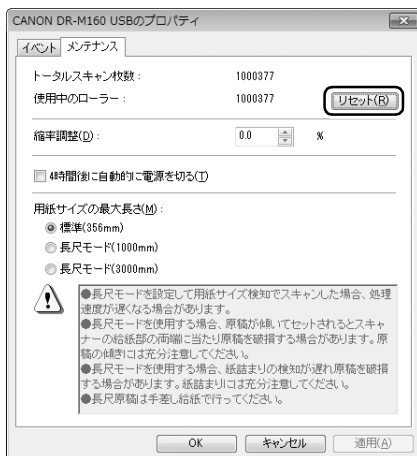 CANON DR-M160 USBのプロパティ
イベント メンテナンス
トータルスキャン枚数： 1000377
使用中のローラー： 1000377 リセット(R)
縮率調整(D)： 0.0 %
4時間後に自動的に電源を切る(T)
用紙サイズの最大長さ(M)：
標準(356mm)
長尺モード(1000mm)
長尺モード(3000mm)
●長尺モードを設定して用紙サイズ検知でスキャンした場合、処理
速度が遅くなる場合があります。
●長尺モードを使用する場合、原稿が傾いてセットされるとスキャ
ナーの給紙部の両端に当たり原稿を破損する場合があります。原
稿の傾きには充分注意してください。
●長尺モードを使用する場合、紙詰まりの検知が遅れ原稿を破損
する場合があります。紙詰まりには充分注意してください。
●長尺原稿は手差し給紙で行ってください。
OK キャンセル 適用(A)